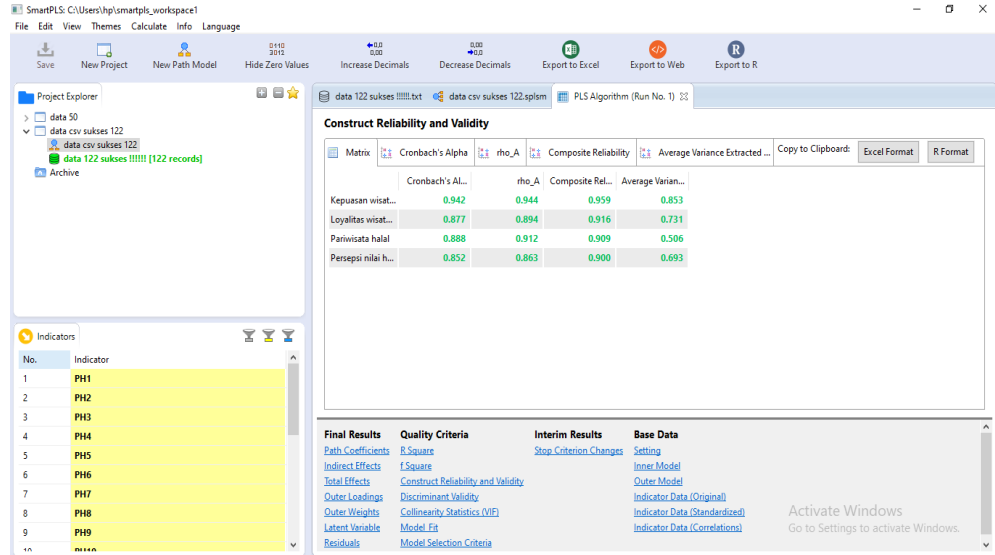 SmartPLS: C:\Users\hp\smartpls_workspace1
File Edit View Themes Calculate Info Language
0110
3012
0,0
0,00
0,00
0,0
R
Save New Project New Path Model Hide Zero Values Increase Decimals Decrease Decimals Export to Excel Export to Web Export to R
Project Explorer
data 50
data csv sukses 122
data csv sukses 122
data 122 sukses !!!!!! [122 records]
Archive
Indicators
No. Indicator
1 PH1
2 PH2
3 PH3
4 PH4
5 PH5
6 PH6
7 PH7
8 PH8
9 PH9
10 PH10
data 122 sukses !!!!!!.txt data csv sukses 122.splsm PLS Algorithm (Run No. 1)
Construct Reliability and Validity
Matrix Cronbach's Alpha rho_A Composite Reliability Average Variance Extracted ... Copy to Clipboard: Excel Format R Format
Cronbach's Al... rho_A Composite Rel... Average Varian...
Kepuasan wisat... 0.942 0.944 0.959 0.853
Loyalitas wisat... 0.877 0.894 0.916 0.731
Pariwisata halal 0.888 0.912 0.909 0.506
Persepsi nilai h... 0.852 0.863 0.900 0.693
Final Results Quality Criteria Interim Results Base Data
Path Coefficients R Square Stop Criterion Changes Setting
Indirect Effects f Square Inner Model
Total Effects Construct Reliability and Validity Outer Model
Outer Loadings Discriminant Validity Indicator Data (Original)
Outer Weights Collinearity Statistics (VIF) Indicator Data (Standardized)
Latent Variable Model_Fit Indicator Data (Correlations)
Residuals Model Selection Criteria
Activate Windows
Go to Settings to activate Windows.